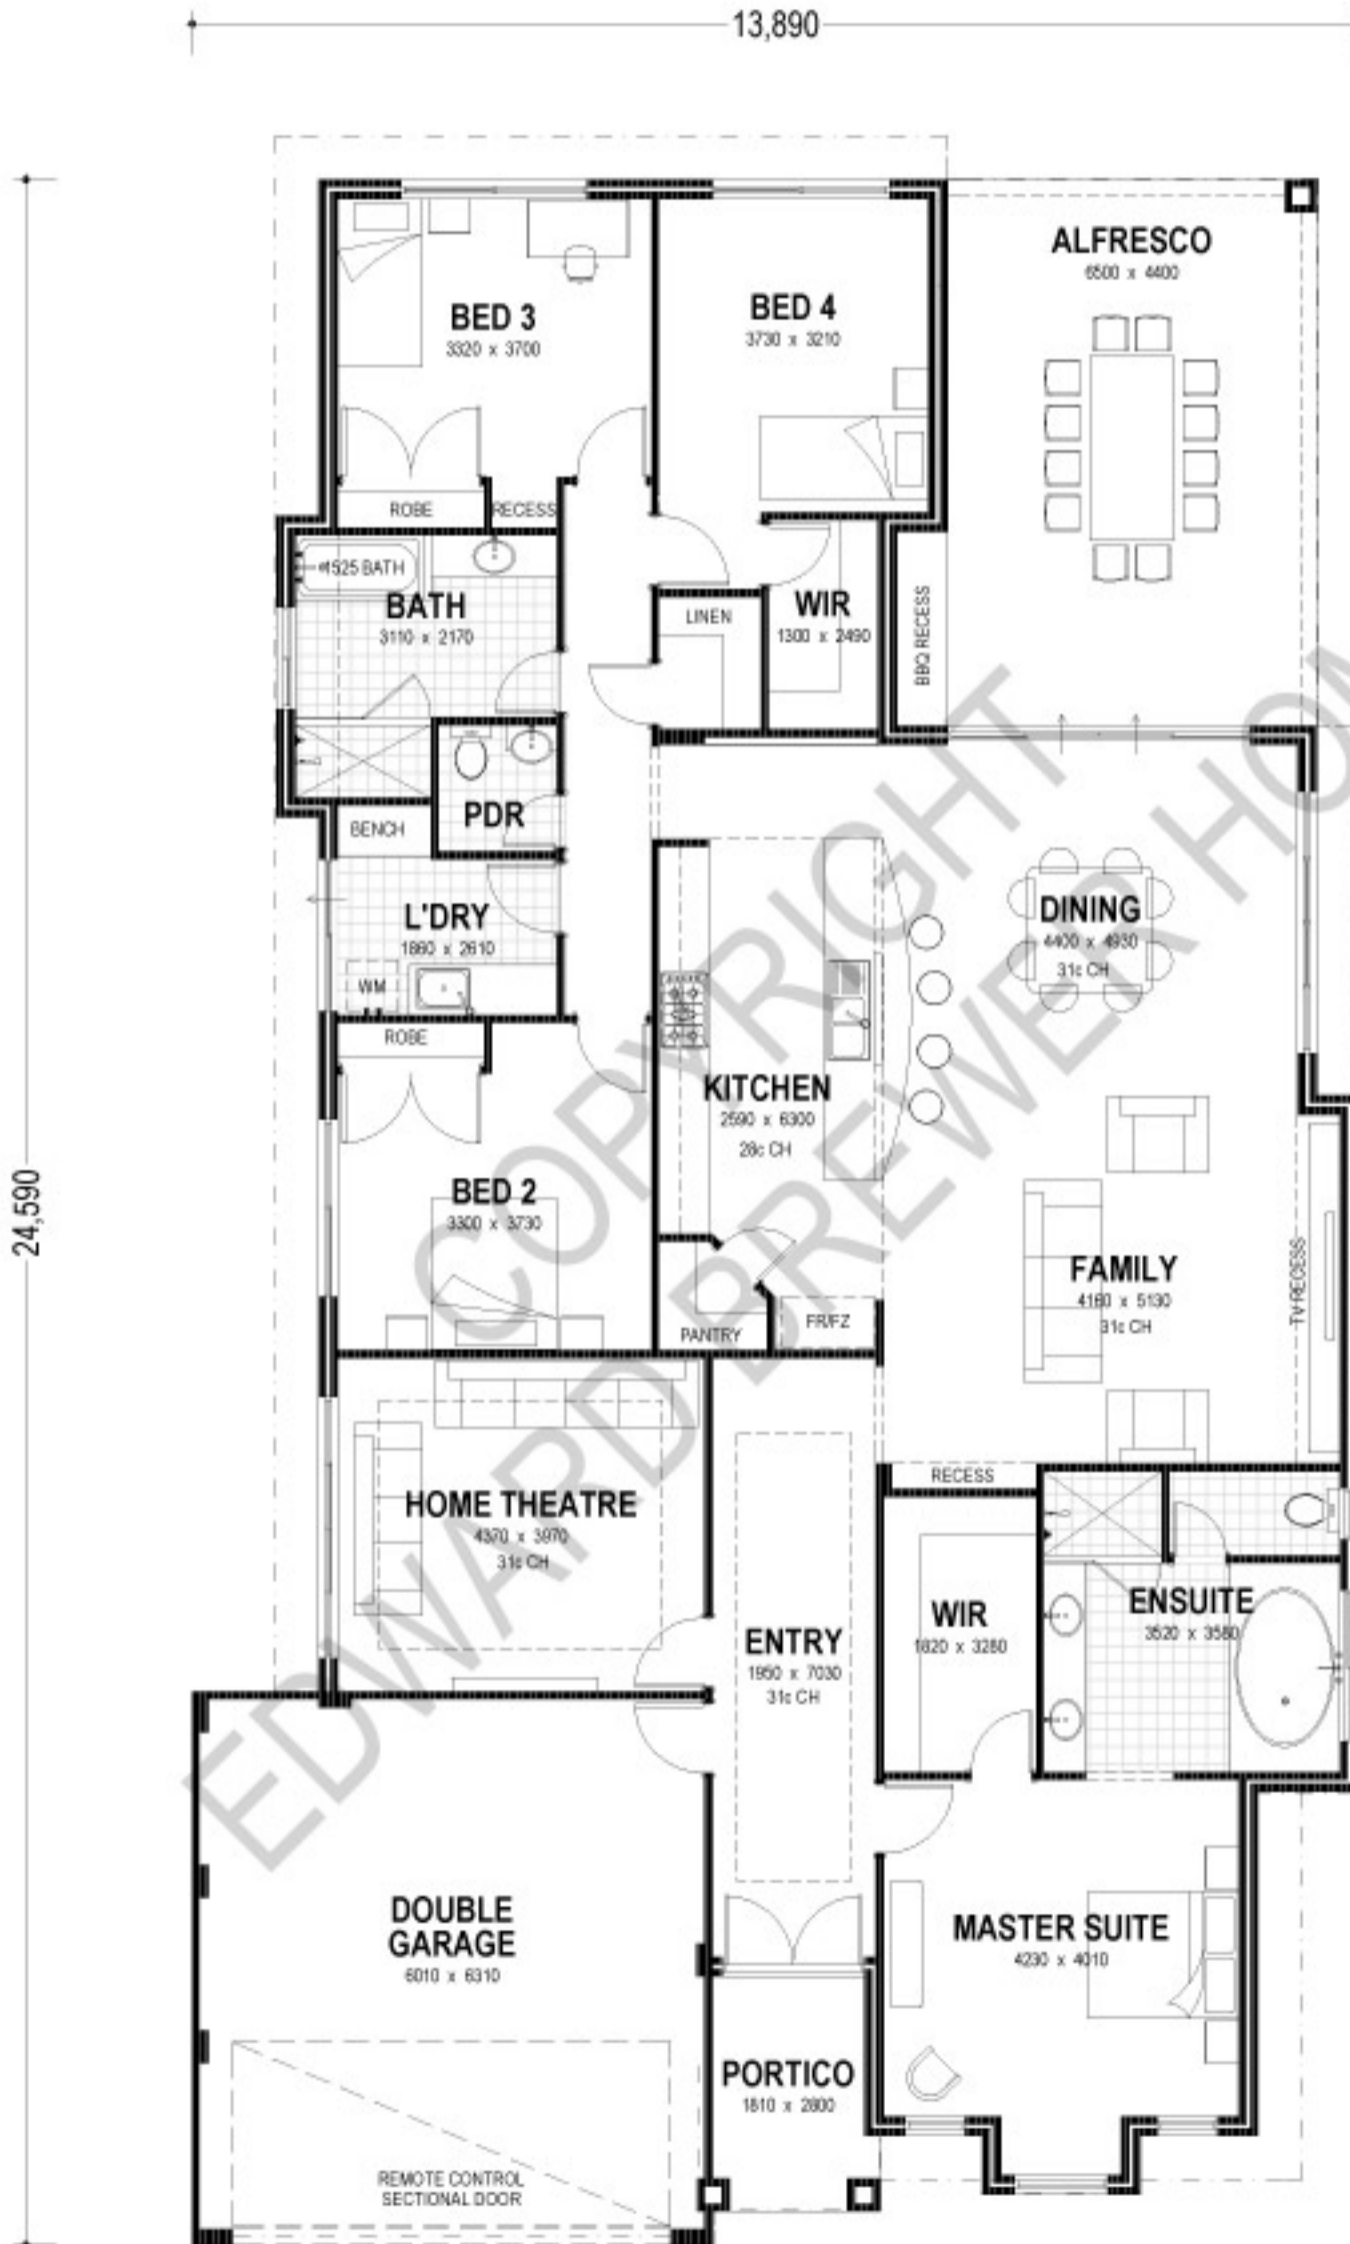 13,890
24,590
ALFRESCO
6500 x 4400
BED 3
3320 x 3700
BED 4
3730 x 3210
ROBE
RECESS
1525 BATH
BATH
3110 x 2170
LINEN
WIR
1300 x 2490
BBQ RECESS
PDR
BENCH
L'DRY
1860 x 2610
WM
ROBE
DINING
4400 x 4930
31c CH
KITCHEN
2590 x 6300
28c CH
BED 2
3300 x 3730
FAMILY
4160 x 5130
31c CH
TV RECESS
PANTRY
FR/FZ
RECESS
HOME THEATRE
4370 x 3970
31c CH
ENTRY
1950 x 7030
31c CH
WIR
1820 x 3280
ENSUITE
3520 x 3580
DOUBLE
GARAGE
6010 x 6310
MASTER SUITE
4230 x 4010
PORTICO
1810 x 2800
REMOTE CONTROL
SECTIONAL DOOR
COPYRIGHT
EDWARD BREWER HOM